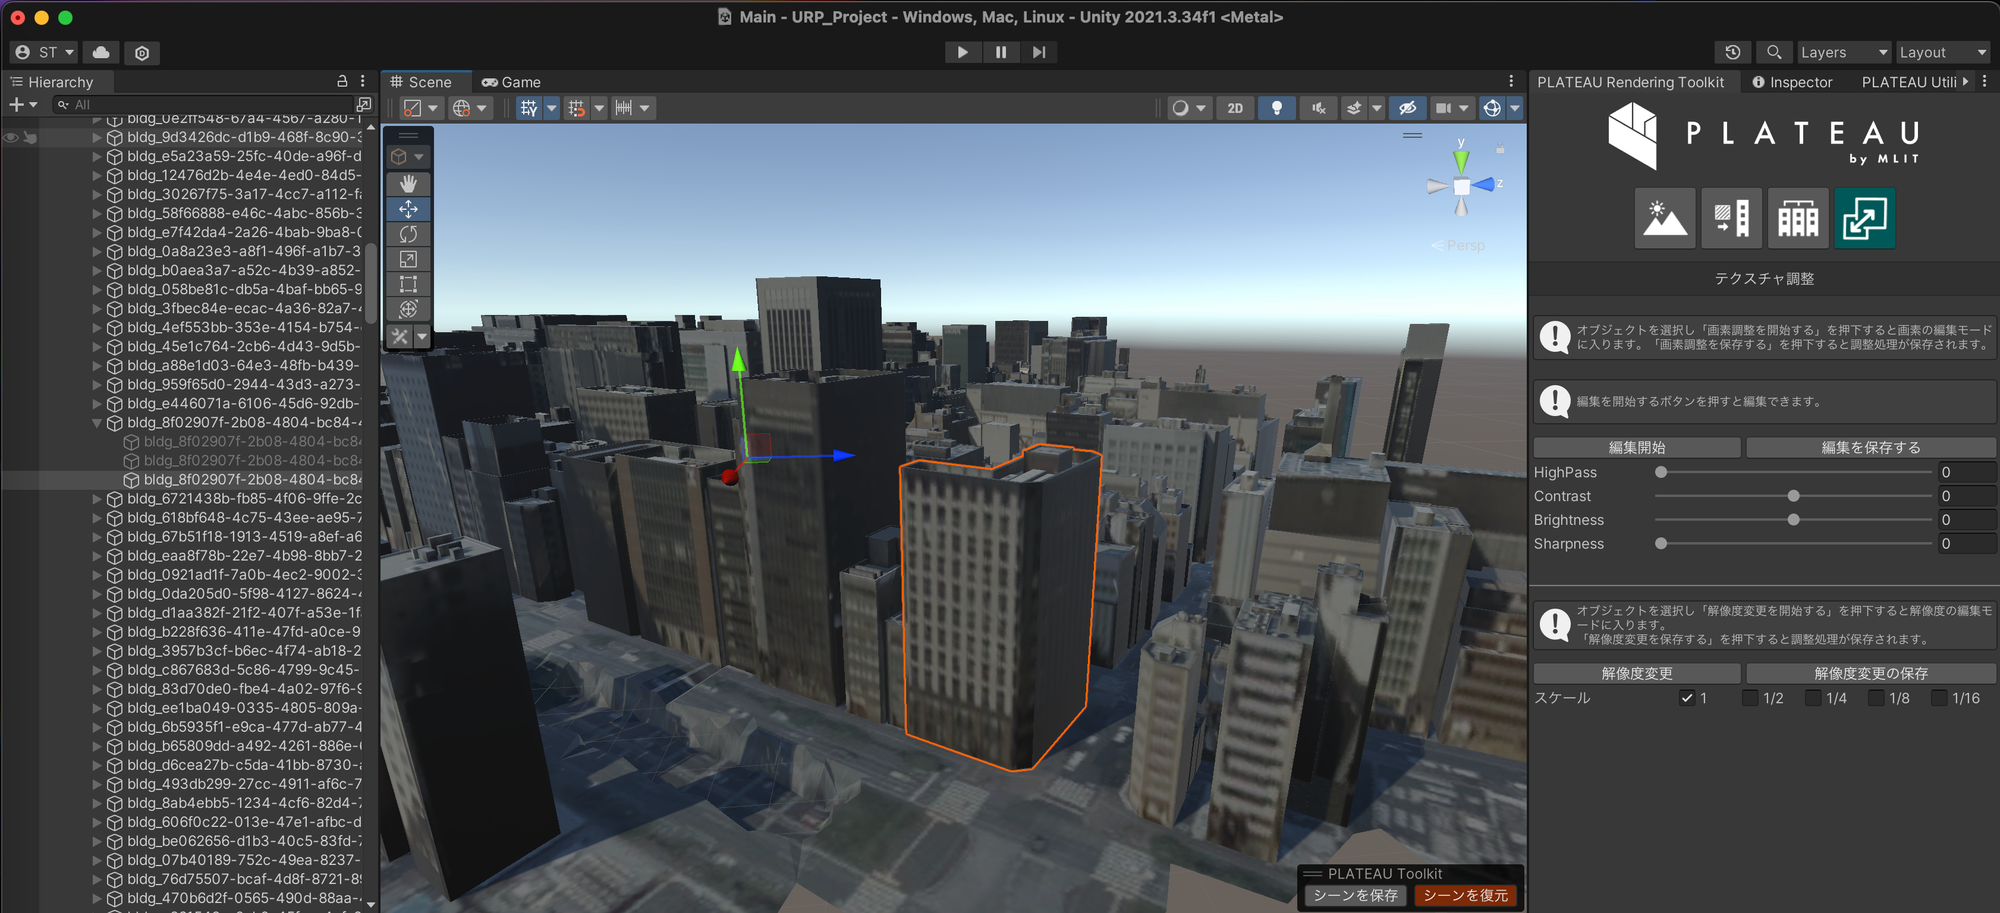 Main - URP_Project - Windows, Mac, Linux - Unity 2021.3.34f1 <Metal>
ST
Layers
Layout
Hierarchy
All
Scene
Game
2D
PLATEAU Rendering Toolkit
Inspector
PLATEAU Utili
bldg_0e2ff548-67a4-4567-a280-1
bldg_9d3426dc-d1b9-468f-8c90-3
bldg_e5a23a59-25fc-40de-a96f-d
bldg_12476d2b-4e4e-4ed0-84d5-
bldg_30267f75-3a17-4cc7-a112-fa
bldg_58f66888-e46c-4abc-856b-3
bldg_e7f42da4-2a26-4bab-9ba8-0
bldg_0a8a23e3-a8f1-496f-a1b7-3
bldg_b0aea3a7-a52c-4b39-a852-
bldg_058be81c-db5a-4baf-bb65-9
bldg_3fbec84e-ecac-4a36-82a7-4
bldg_4ef553bb-353e-4154-b754-
bldg_45e1c764-2cb6-4d43-9d5b-
bldg_a88e1d03-64e3-48fb-b439-
bldg_959f65d0-2944-43d3-a273-
bldg_e446071a-6106-45d6-92db-
bldg_8f02907f-2b08-4804-bc84-4
bldg_8f02907f-2b08-4804-bc84
bldg_8f02907f-2b08-4804-bc84
bldg_8f02907f-2b08-4804-bc84
bldg_6721438b-fb85-4f06-9ffe-2c
bldg_618bf648-4c75-43ee-ae95-7
bldg_67b51f18-1913-4519-a8ef-a6
bldg_eaa8f78b-22e7-4b98-8bb7-2
bldg_0921ad1f-7a0b-4ec2-9002-3
bldg_0da205d0-5f98-4127-8624-4
bldg_d1aa382f-21f2-407f-a53e-1f
bldg_b228f636-411e-47fd-a0ce-9
bldg_3957b3cf-b6ec-4f74-ab18-2
bldg_c867683d-5c86-4799-9c45-
bldg_83d70de0-fbe4-4a02-97f6-9
bldg_ee1ba049-0335-4805-809a-
bldg_6b5935f1-e9ca-477d-ab77-4
bldg_b65809dd-a492-4261-886e-6
bldg_d6cea27b-c5da-41bb-8730-a
bldg_493db299-27cc-4911-af6c-7
bldg_8ab4ebb5-1234-4cf6-82d4-7
bldg_606f0c22-013e-47e1-afbc-d
bldg_be062656-d1b3-40c5-83fd-7
bldg_07b40189-752c-49ea-8237-
bldg_76d75507-bcaf-4d8f-8721-89
bldg_470b6d2f-0565-490d-88aa-4
y
z
Persp
PLATEAU Toolkit
シーンを保存
シーンを復元
PLATEAU
by MLIT
テクスチャ調整
オブジェクトを選択し「画素調整を開始する」を押下すると画素の編集モード
に入ります。「画素調整を保存する」を押下すると調整処理が保存されます。
編集を開始するボタンを押すと編集できます。
編集開始
編集を保存する
HighPass 0
Contrast 0
Brightness 0
Sharpness 0
オブジェクトを選択し「解像度変更を開始する」を押下すると解像度の編集モ
ードに入ります。
「解像度変更を保存する」を押下すると調整処理が保存されます。
解像度変更
解像度変更の保存
スケール 1 1/2 1/4 1/8 1/16